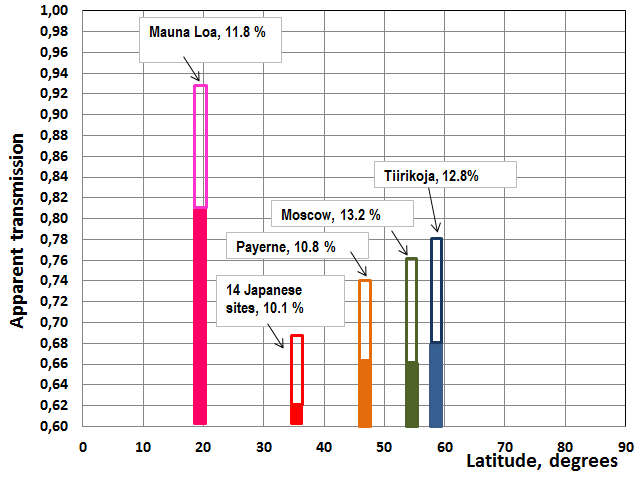 1,00
0,98
0,96
0,94
0,92
0,90
0,88
0,86
0,84
0,82
0,80
0,78
0,76
0,74
0,72
0,70
0,68
0,66
0,64
0,62
0,60
Apparent transmission
Mauna Loa, 11.8 %
Tiirikoja, 12.8%
Moscow, 13.2 %
Payerne, 10.8 %
14 Japanese
sites, 10.1 %
0 10 20 30 40 50 60 70 80 90
Latitude, degrees